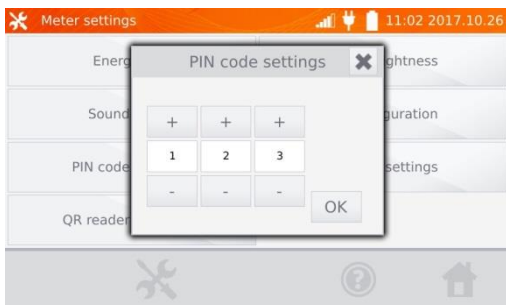 Meter settings
11:02 2017.10.26
Energ
ghtness
PIN code settings
Sound
guration
+ + +
1 2 3
- - -
PIN code
settings
OK
QR reader
?